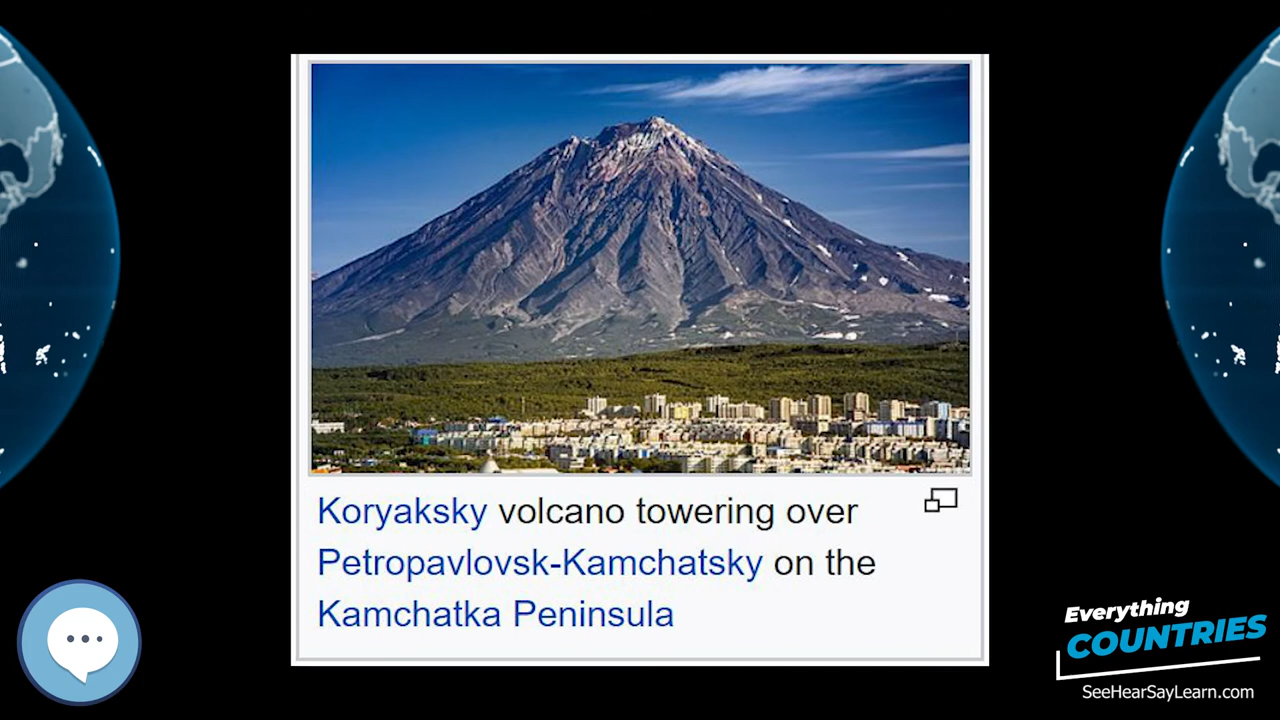 Koryaksky volcano towering over
Petropavlovsk-Kamchatsky on the
Kamchatka Peninsula
Everything
COUNTRIES
SeeHearSayLearn.com